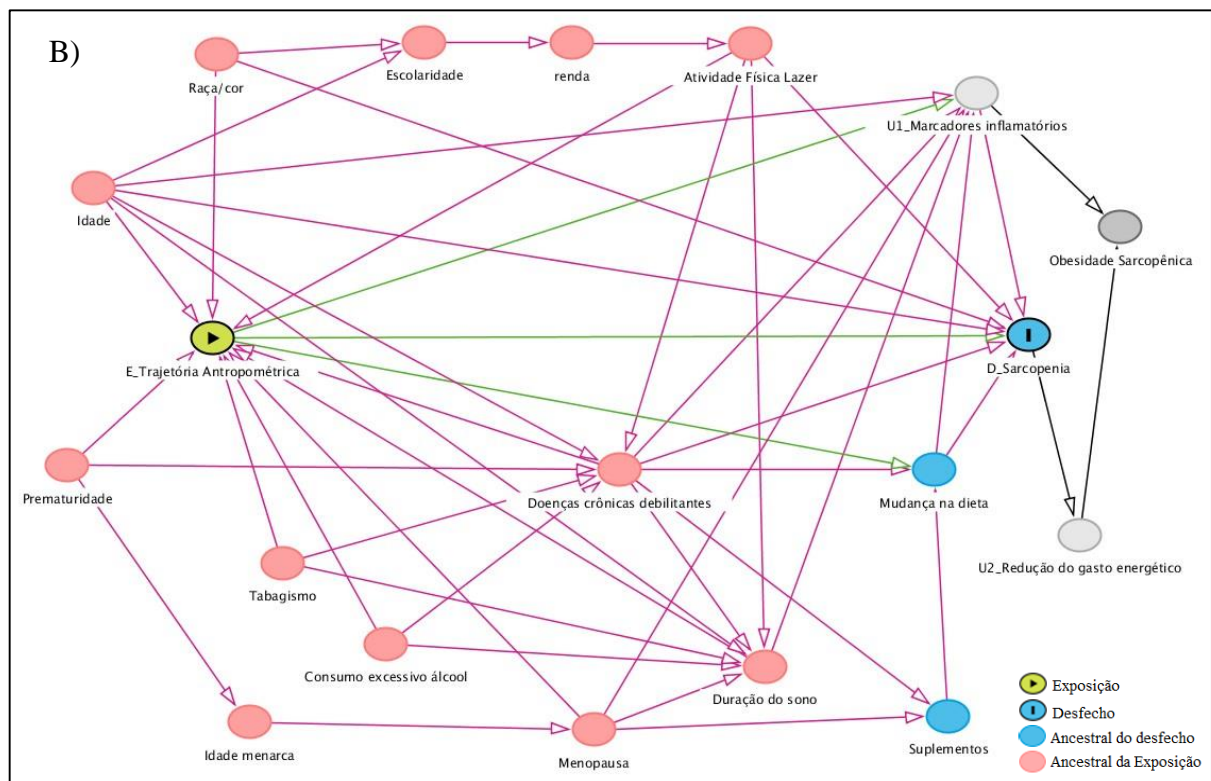 B)
Raça/cor
Escolaridade
renda
Atividade Física Lazer
U1_Marcadores inflamatórios
Idade
Obesidade Sarcopênica
E_Trajetória Antropométrica
D_Sarcopenia
Prematuridade
Doenças crônicas debilitantes
Mudança na dieta
U2_Redução do gasto energético
Tabagismo
Consumo excessivo álcool
Duração do sono
Idade menarca
Menopausa
Suplementos
Exposição
Desfecho
Ancestral do desfecho
Ancestral da Exposição